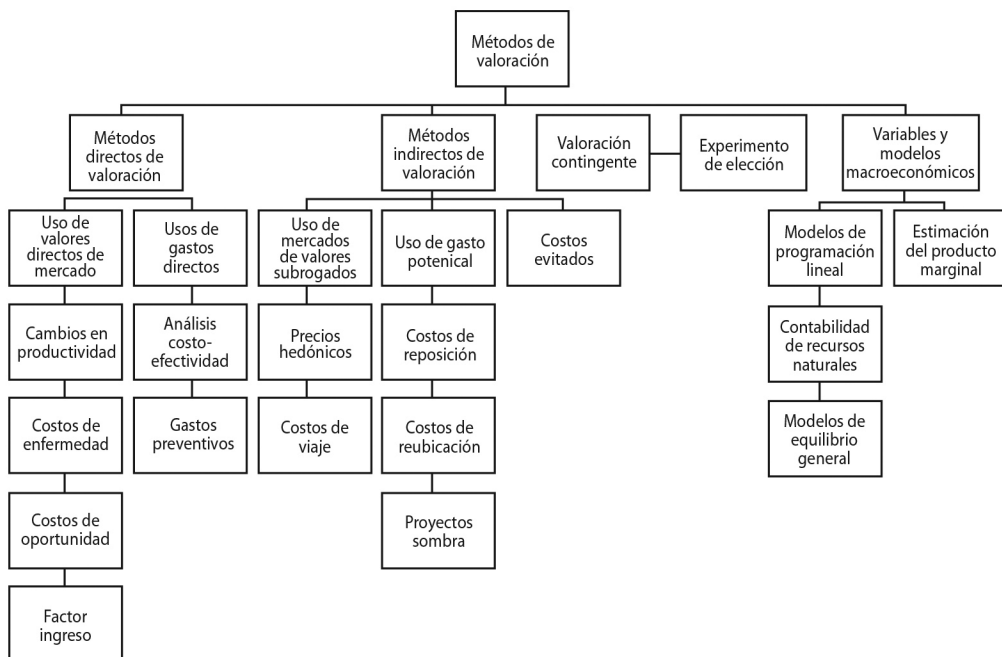 Métodos de
valoración
Métodos
directos de
valoración
Métodos
indirectos de
valoración
Valoración
contingente
Experimento
de elección
Variables y
modelos
macroeconómicos
Uso de
valores
directos de
mercado
Usos de
gastos
directos
Uso de
mercados
de valores
subrogados
Uso de gasto
potenical
Costos
evitados
Modelos de
programación
lineal
Estimación
del producto
marginal
Cambios en
productividad
Análisis
costo-
efectividad
Precios
hedónicos
Costos de
reposición
Contabilidad
de recursos
naturales
Costos de
enfermedad
Gastos
preventivos
Costos de
viaje
Costos de
reubicación
Modelos de
equilibrio
general
Costos de
oportunidad
Proyectos
sombra
Factor
ingreso